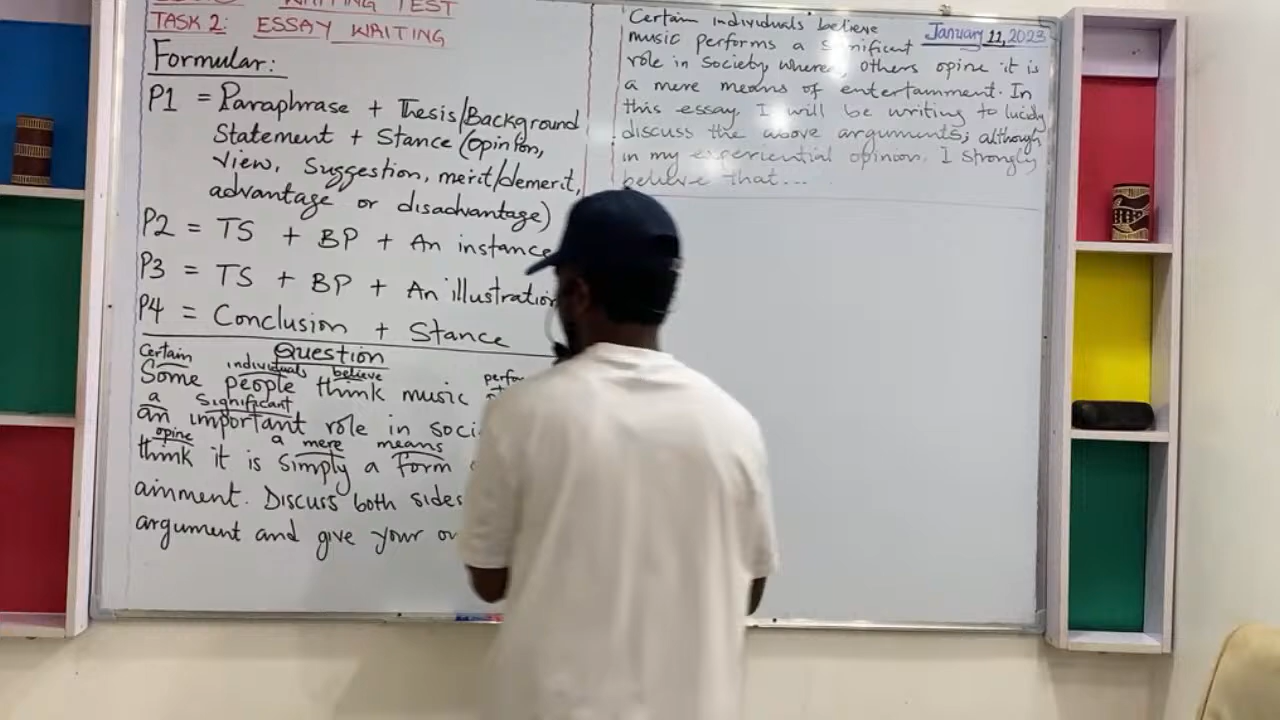 WRITING TEST
TASK 2: ESSAY WRITING
Formular:
P1 = Paraphrase + Thesis/Background
Statement + Stance (opinion,
view, suggestion, merit/demerit,
advantage or disadvantage)
P2 = TS + BP + An instance
P3 = TS + BP + An illustration
P4 = Conclusion + Stance
Question
Certain individuals believe
Some people think music
a significant
an important role in
opine a mere means
think it is simply a form
ainment. Discuss both sides
argument and give your
January 11, 2023
Certain individuals believe
music performs a significant
role in society, whereas, others opine it is
a mere means of entertainment. In
this essay, I will be writing to lucidly
discuss the above arguments; although
in my experiential opinion, I strongly
believe that...